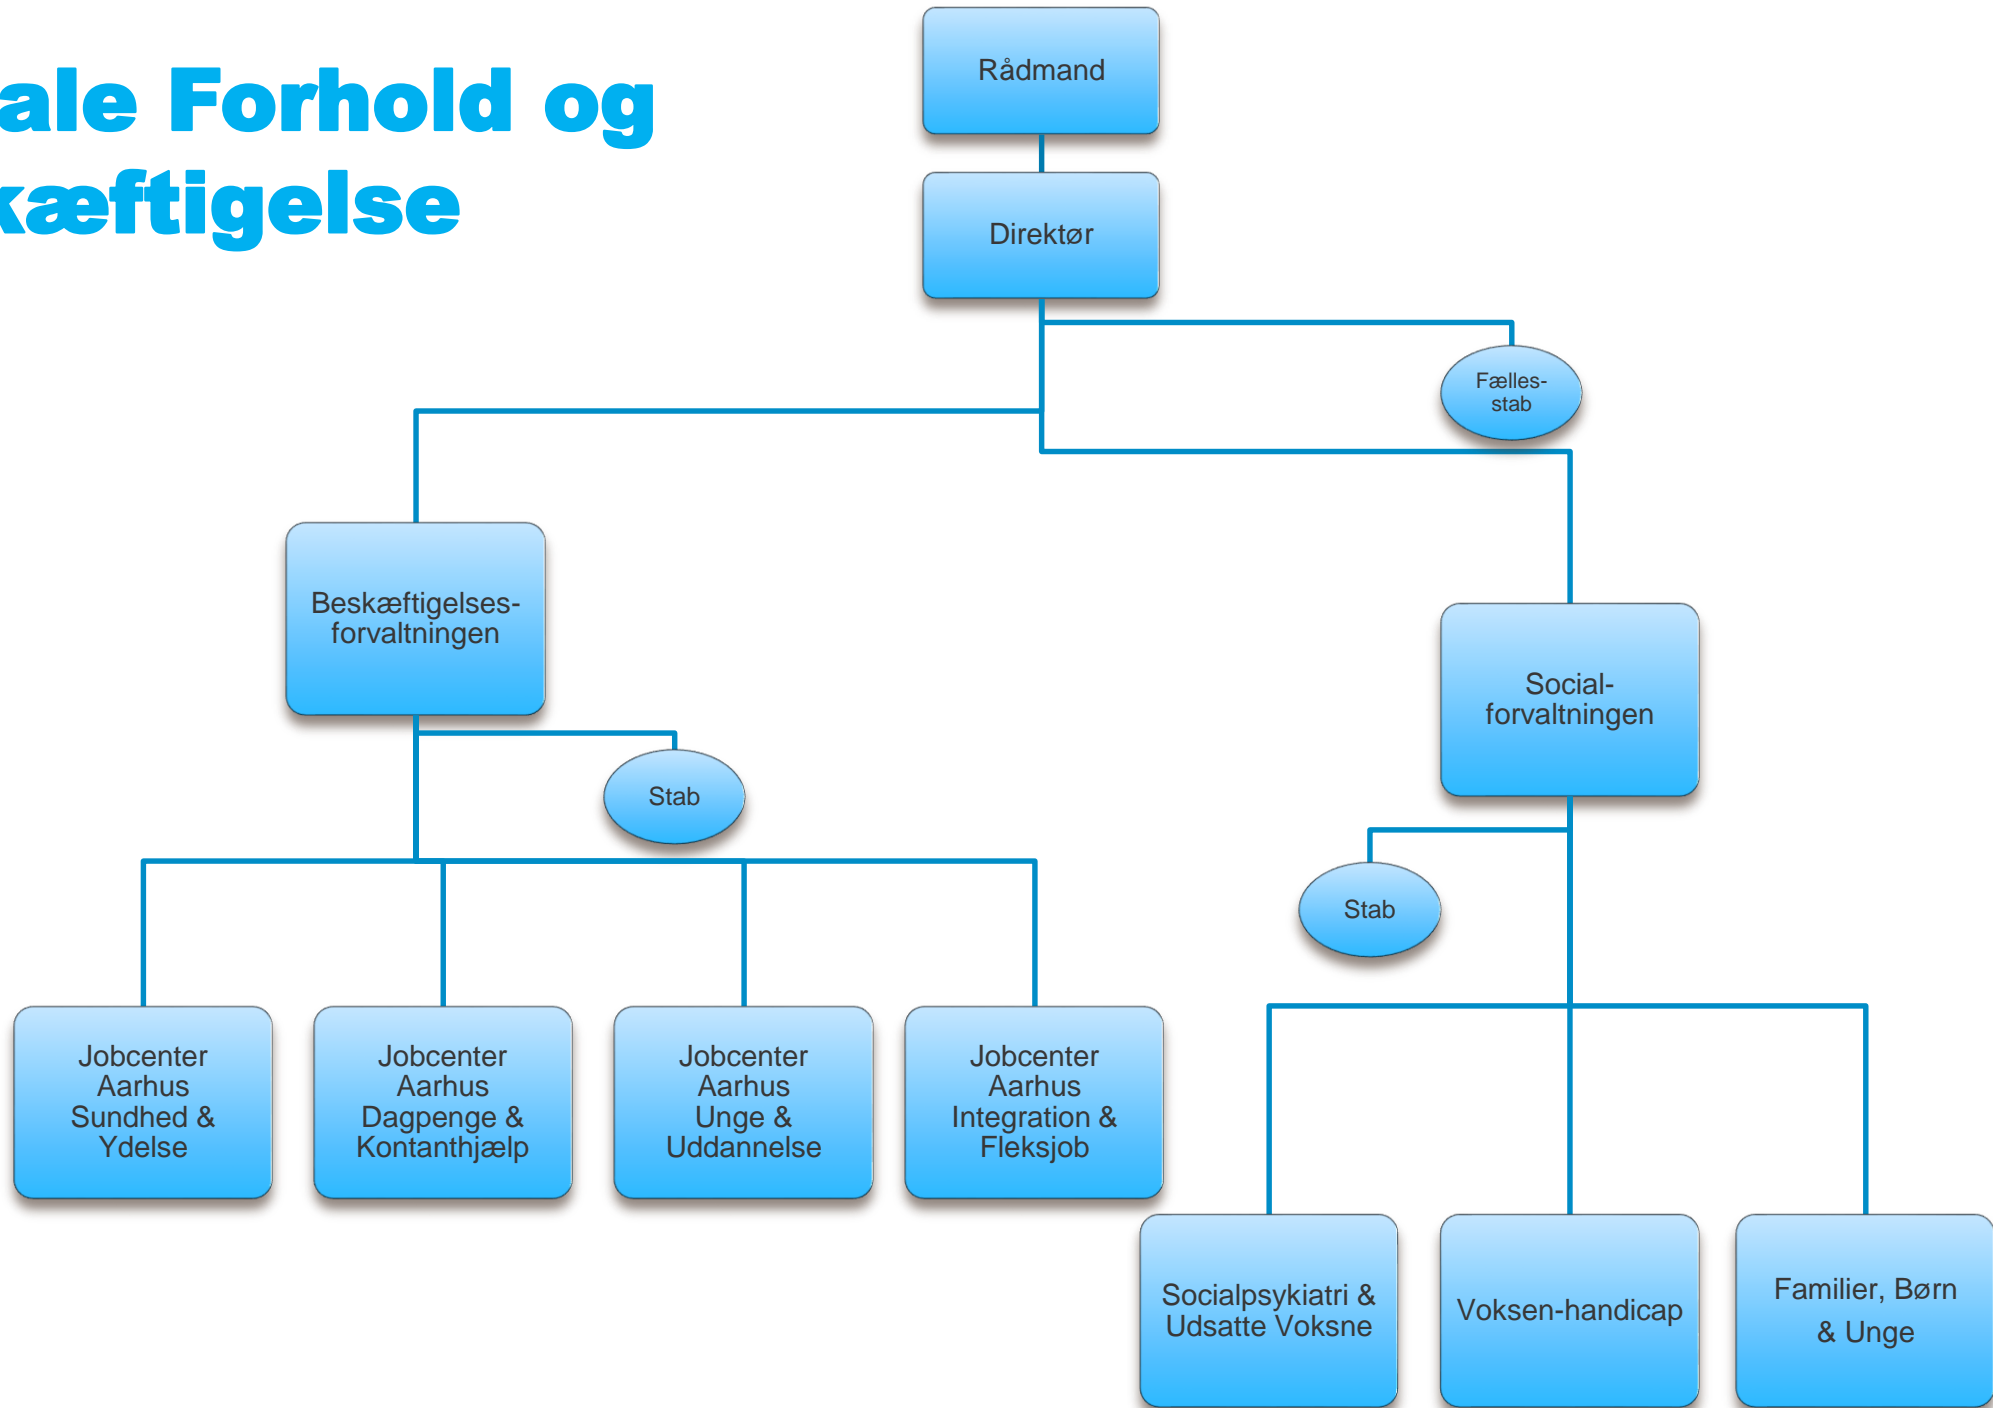 ale Forhold og
kæftigelse
Rådmand
Direktør
Fælles-
stab
Beskæftigelses-
forvaltningen
Social-
forvaltningen
Stab
Stab
Jobcenter
Aarhus
Sundhed &
Ydelse
Jobcenter
Aarhus
Dagpenge &
Kontanthjælp
Jobcenter
Aarhus
Unge &
Uddannelse
Jobcenter
Aarhus
Integration &
Fleksjob
Socialpsykiatri &
Udsatte Voksne
Voksen-handicap
Familier, Børn
& Unge